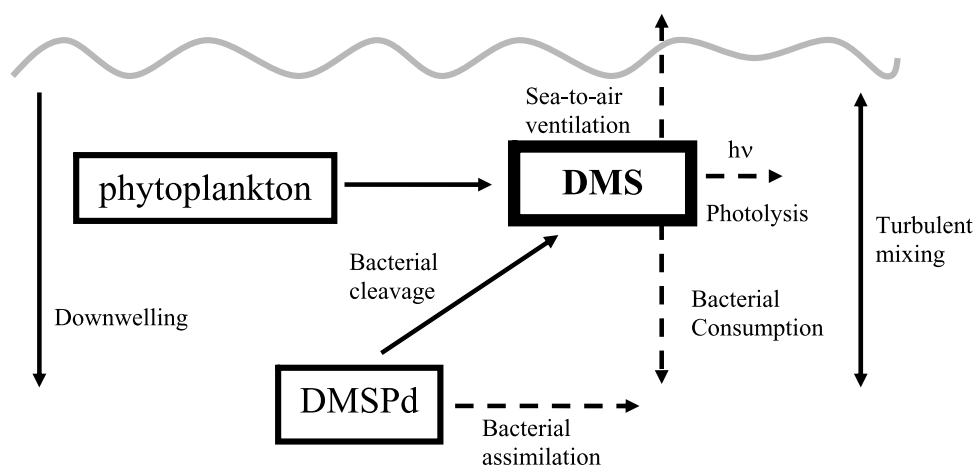 Sea-to-air
ventilation
phytoplankton
DMS
hν
Photolysis
Turbulent
mixing
Bacterial
cleavage
Downwelling
Bacterial
Consumption
DMSPd
Bacterial
assimilation